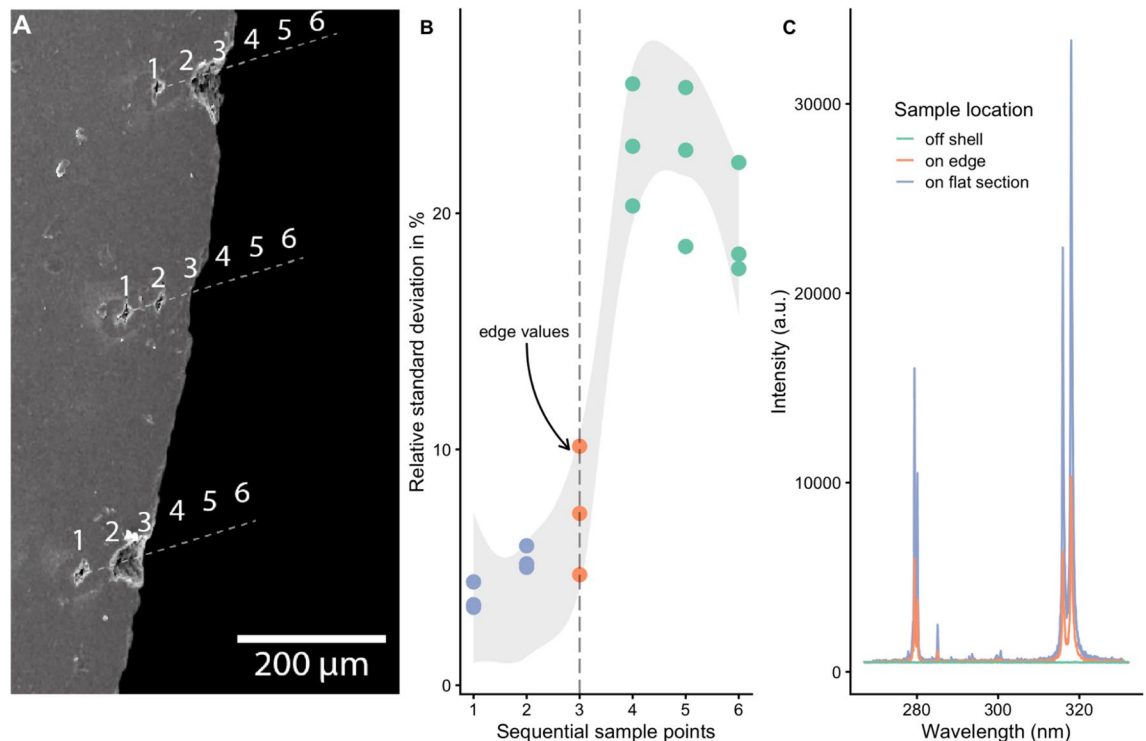 A
1 2 3 4 5 6
1 2 3 4 5 6
1 2 3 4 5 6
200 µm
B
Relative standard deviation in %
20
10
0
edge values
1 2 3 4 5 6
Sequential sample points
C
Intensity (a.u.)
30000
20000
10000
0
Sample location
off shell
on edge
on flat section
280 300 320
Wavelength (nm)